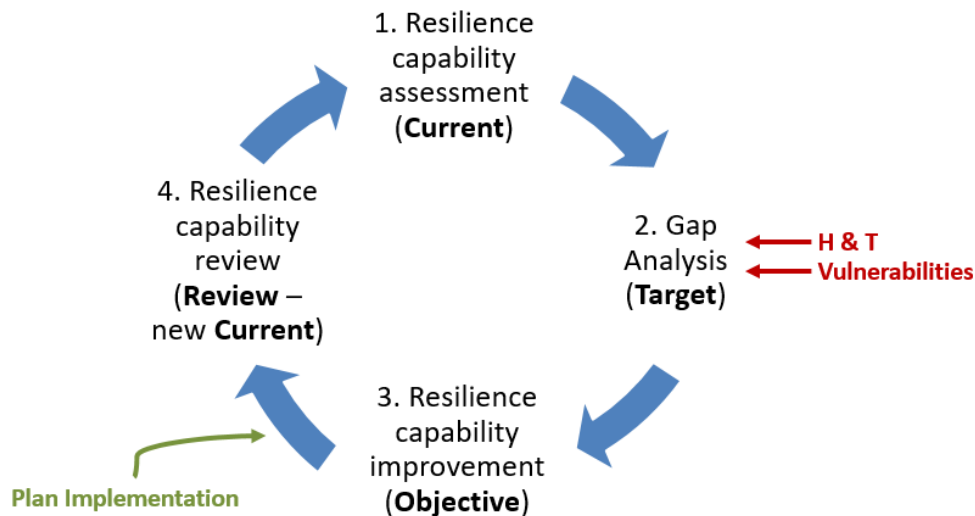 1. Resilience
capability
assessment
(Current)
2. Gap
Analysis
(Target)
H & T
Vulnerabilities
3. Resilience
capability
improvement
(Objective)
Plan Implementation
4. Resilience
capability
review
(Review –
new Current)